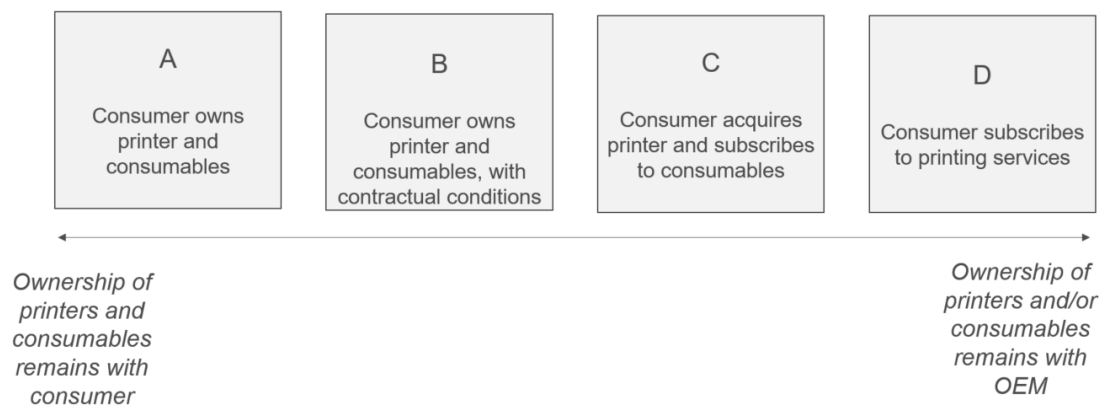 A
Consumer owns
printer and
consumables
B
Consumer owns
printer and
consumables, with
contractual conditions
C
Consumer acquires
printer and subscribes
to consumables
D
Consumer subscribes
to printing services
Ownership of
printers and
consumables
remains with
consumer
Ownership of
printers and/or
consumables
remains with
OEM